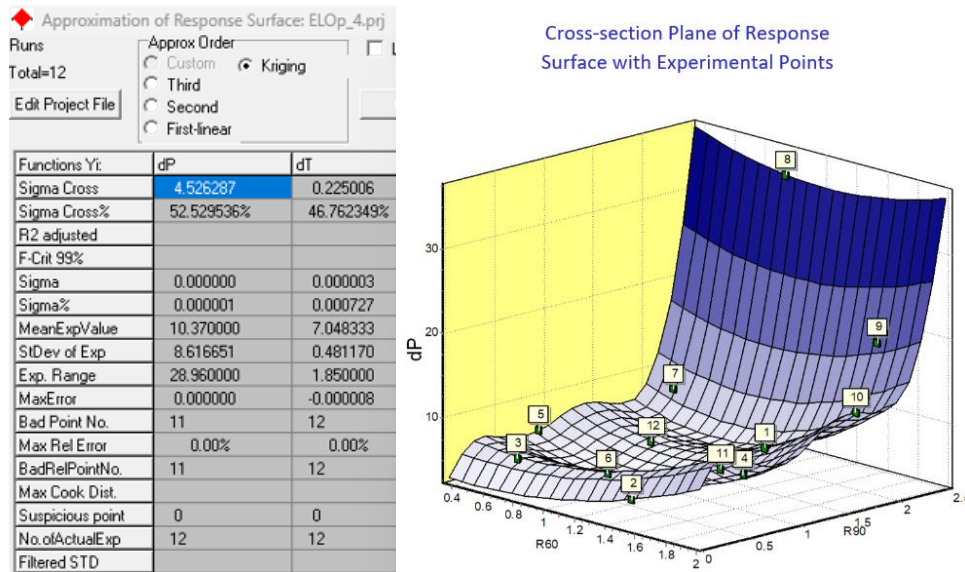 Approximation of Response Surface: ELOp_4.prj
Runs
Total=12
Edit Project File
Approx Order
Custom
Kriging
Third
Second
First-linear
Functions Yi: dP dT
Sigma Cross 4.526287 0.225006
Sigma Cross% 52.529536% 46.762349%
R2 adjusted
F-Crit 99%
Sigma 0.000000 0.000003
Sigma% 0.000001 0.000727
MeanExpValue 10.370000 7.048333
StDev of Exp 8.616651 0.481170
Exp. Range 28.960000 1.850000
MaxError 0.000000 -0.000008
Bad Point No. 11 12
Max Rel Error 0.00% 0.00%
BadRelPointNo. 11 12
Max Cook Dist.
Suspicious point 0 0
No.ofActualExp 12 12
Filtered STD
Cross-section Plane of Response
Surface with Experimental Points
8
30
9
20
dP
7
10
10
5
12
1
3
11
6
4
2
0.4
0.6
0.8
1
1.2
1.4
1.6
1.8
2
R60
0
0.5
1
1.5
R90
2
2.